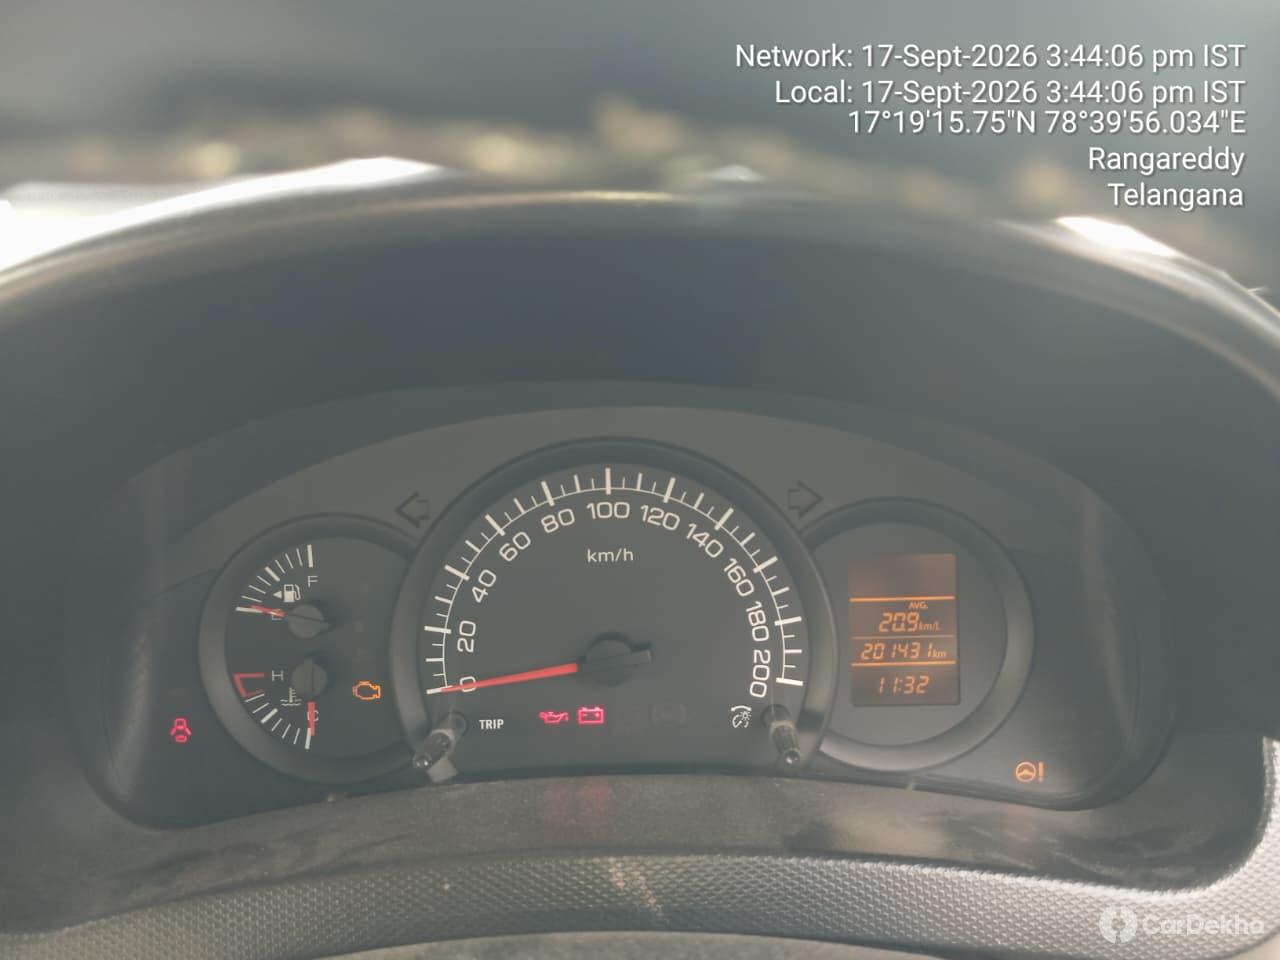 Network: 17-Sept-2026 3:44:06 pm IST
Local: 17-Sept-2026 3:44:06 pm IST
17°19'15.75"N 78°39'56.034"E
Rangareddy
Telangana
0 20 40 60 80 100 120 140 160 180 200
km/h
F
E
H
C
TRIP
AVG.
20.9 km/L
201431 km
11:32
CarDekho